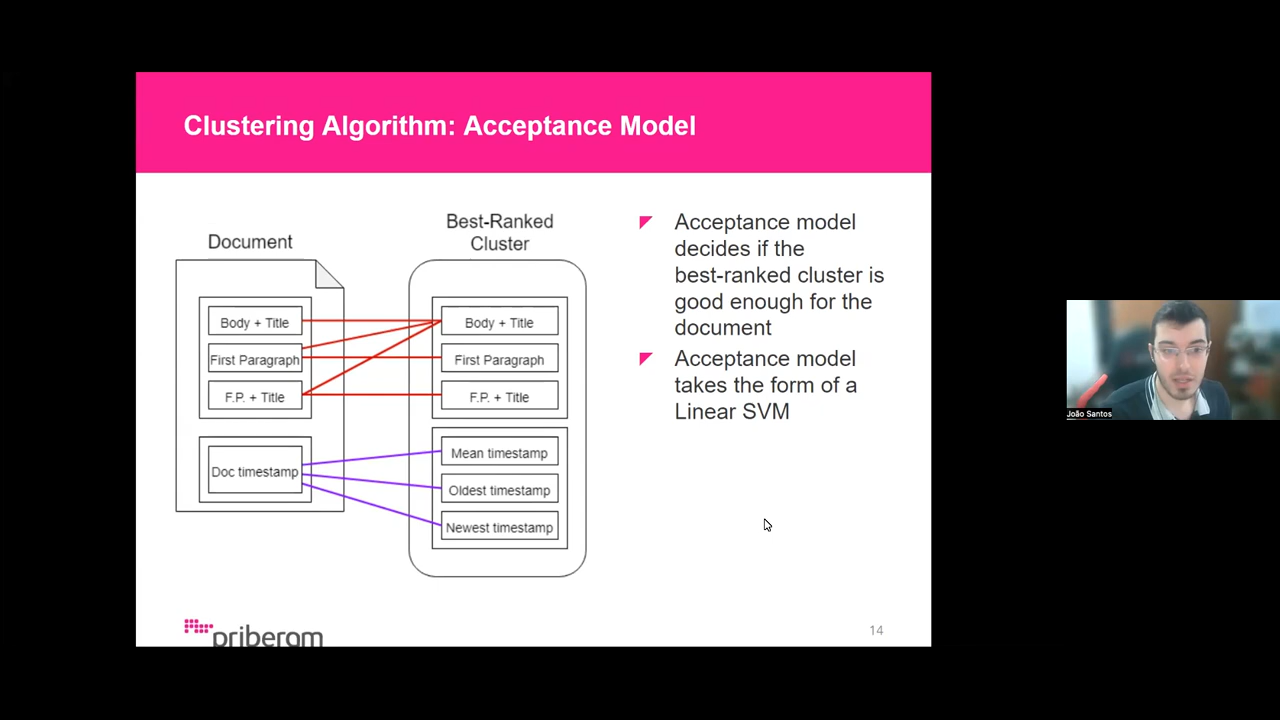 Clustering Algorithm: Acceptance Model
Document
Body + Title
First Paragraph
F.P. + Title
Doc timestamp
Best-Ranked
Cluster
Body + Title
First Paragraph
F.P. + Title
Mean timestamp
Oldest timestamp
Newest timestamp
Acceptance model
decides if the
best-ranked cluster is
good enough for the
document
Acceptance model
takes the form of a
Linear SVM
priberam
14
João Santos